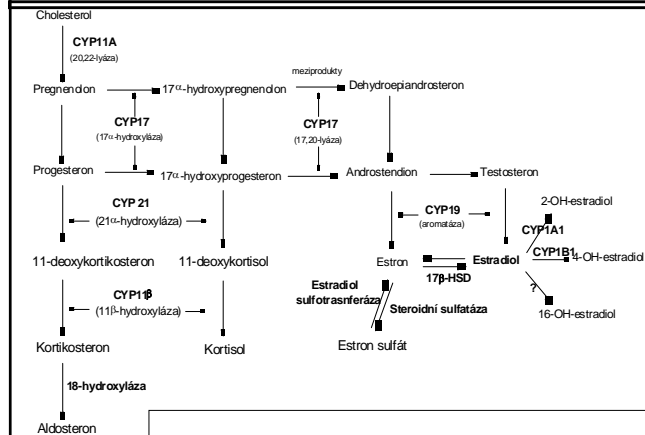 Cholesterol
CYP11A
(20,22-lyáza)
meziprodukty
Pregnenolon
17α-hydroxypregnenolon
Dehydroepiandrosteron
CYP17
(17α-hydroxyláza)
CYP17
(17,20-lyáza)
Progesteron
17α-hydroxyprogesteron
Androstendion
Testosteron
CYP 21
(21α-hydroxyláza)
CYP19
(aromatáza)
2-OH-estradiol
CYP1A1
11-deoxykortikosteron
11-deoxykortisol
Estron
Estradiol
CYP1B1
4-OH-estradiol
17β-HSD
Estradiol
sulfotrasnferáza
Steroidní sulfatáza
?
16-OH-estradiol
CYP11β
(11β-hydroxyláza)
Kortikosteron
Kortisol
Estron sulfát
18-hydroxyláza
Aldosteron